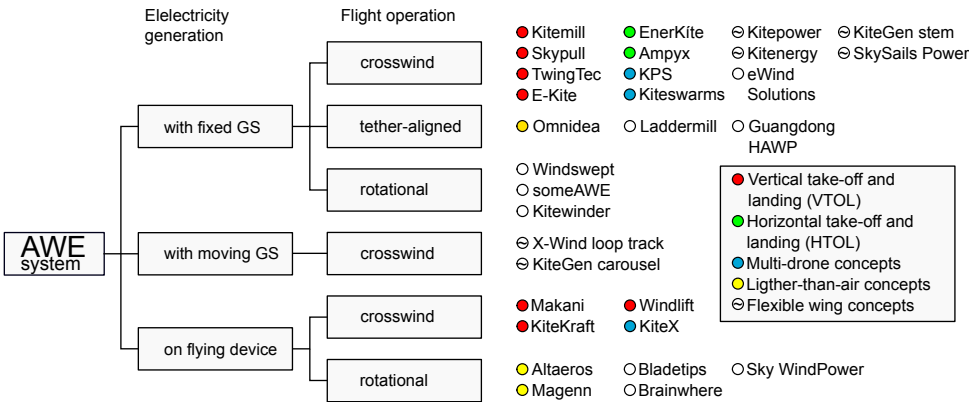 Elelectricity
generation
Flight operation
AWE
system
with fixed GS
with moving GS
on flying device
crosswind
tether-aligned
rotational
crosswind
crosswind
rotational
Kitemill
Skypull
TwingTec
E-Kite
EnerKíte
Ampyx
KPS
Kiteswarms
Kitepower
Kitenergy
eWind
Solutions
KiteGen stem
SkySails Power
Omnidea
Laddermill
Guangdong
HAWP
Windswept
someAWE
Kitewinder
X-Wind loop track
KiteGen carousel
Makani
KiteKraft
Windlift
KiteX
Altaeros
Magenn
Bladetips
Brainwhere
Sky WindPower
Vertical take-off and
landing (VTOL)
Horizontal take-off and
landing (HTOL)
Multi-drone concepts
Ligther-than-air concepts
Flexible wing concepts